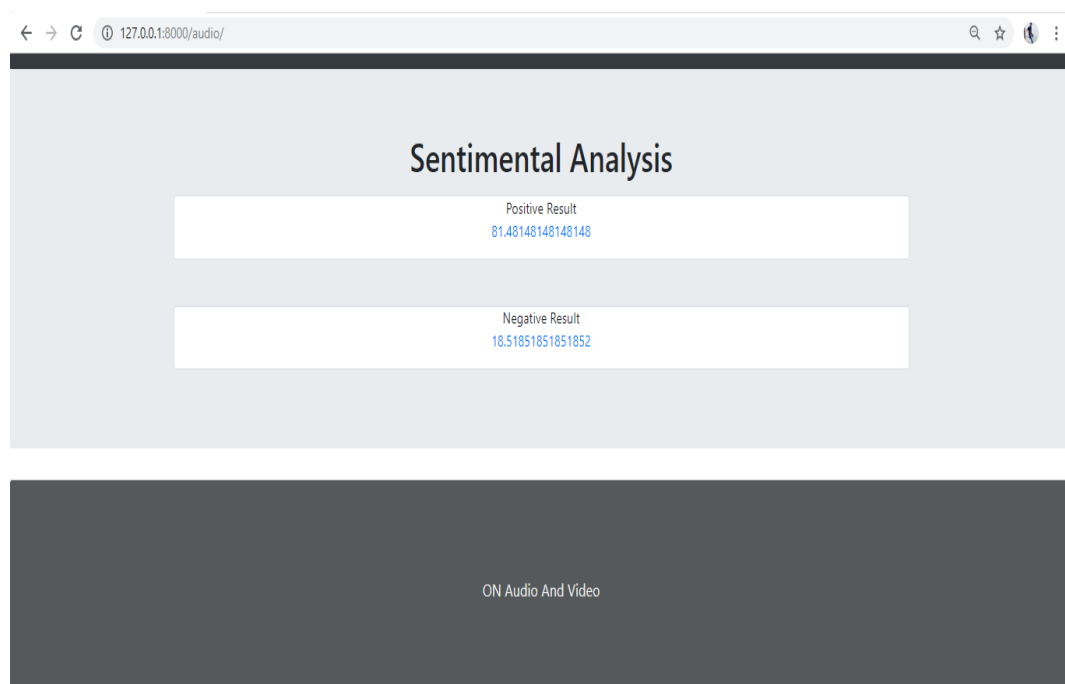 127.0.0.1:8000/audio/
Sentimental Analysis
Positive Result
81.48148148148148
Negative Result
18.51851851851852
ON Audio And Video